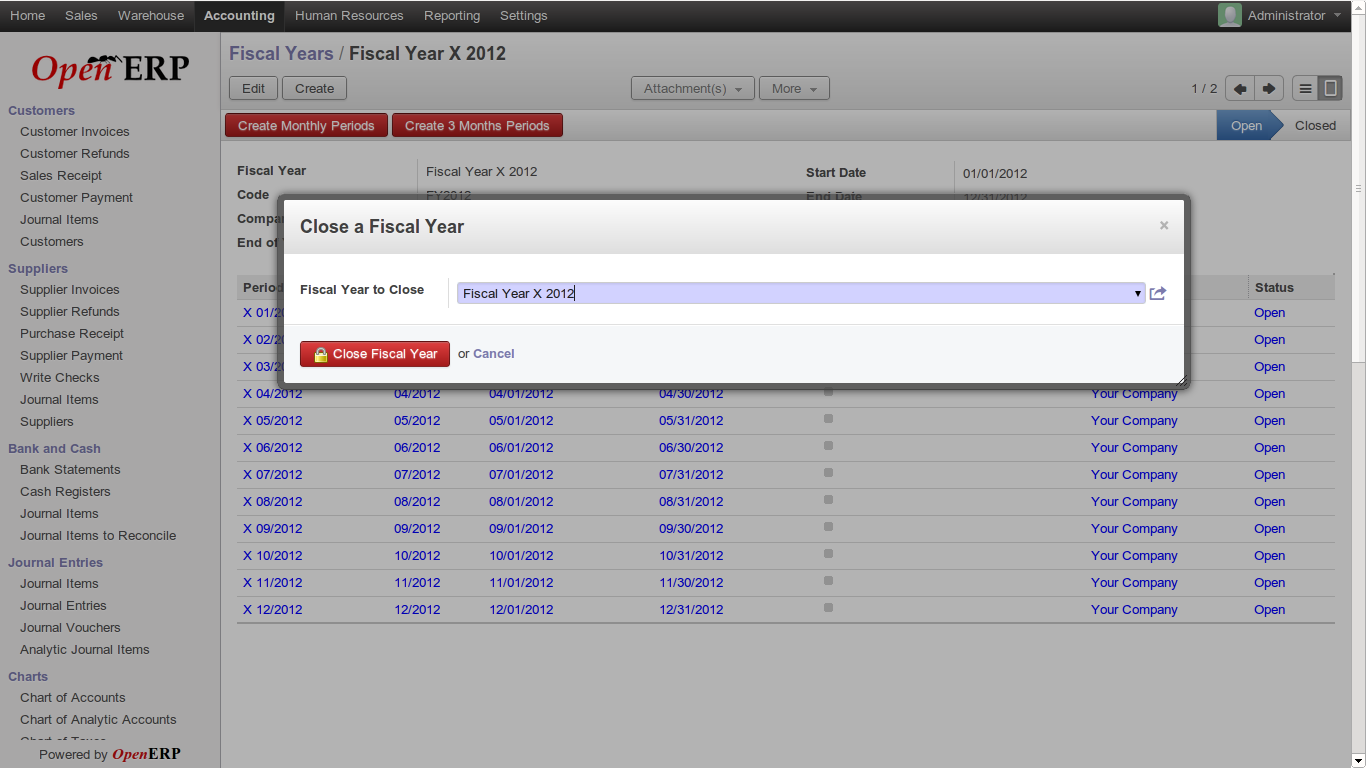 Home Sales Warehouse Accounting Human Resources Reporting Settings Administrator
Open ERP
Customers
Customer Invoices
Customer Refunds
Sales Receipt
Customer Payment
Journal Items
Customers
Suppliers
Supplier Invoices
Supplier Refunds
Purchase Receipt
Supplier Payment
Write Checks
Journal Items
Suppliers
Bank and Cash
Bank Statements
Cash Registers
Journal Items
Journal Items to Reconcile
Journal Entries
Journal Items
Journal Entries
Journal Vouchers
Analytic Journal Items
Charts
Chart of Accounts
Chart of Analytic Accounts
Chart of Taxes
Powered by OpenERP
Fiscal Years / Fiscal Year X 2012
Edit Create Attachment(s) More 1 / 2
Create Monthly Periods Create 3 Months Periods Open Closed
Fiscal Year Fiscal Year X 2012 Start Date 01/01/2012
Code FY2012 End Date 12/31/2012
Compa
End of
Close a Fiscal Year ×
Fiscal Year to Close Fiscal Year X 2012
Close Fiscal Year or Cancel
Perio Status
X 01/2 Open
X 02/2 Open
X 03/2 Open
X 04/2012 04/2012 04/01/2012 04/30/2012 Your Company Open
X 05/2012 05/2012 05/01/2012 05/31/2012 Your Company Open
X 06/2012 06/2012 06/01/2012 06/30/2012 Your Company Open
X 07/2012 07/2012 07/01/2012 07/31/2012 Your Company Open
X 08/2012 08/2012 08/01/2012 08/31/2012 Your Company Open
X 09/2012 09/2012 09/01/2012 09/30/2012 Your Company Open
X 10/2012 10/2012 10/01/2012 10/31/2012 Your Company Open
X 11/2012 11/2012 11/01/2012 11/30/2012 Your Company Open
X 12/2012 12/2012 12/01/2012 12/31/2012 Your Company Open